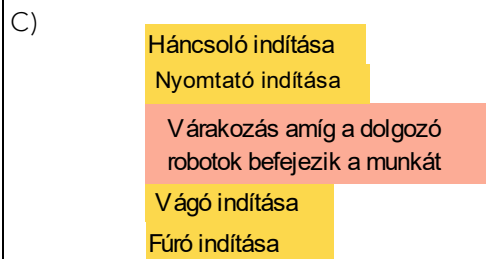 C)
Háncsoló indítása
Nyomtató indítása
Várakozás amíg a dolgozó
robotok befejezik a munkát
Vágó indítása
Fúró indítása